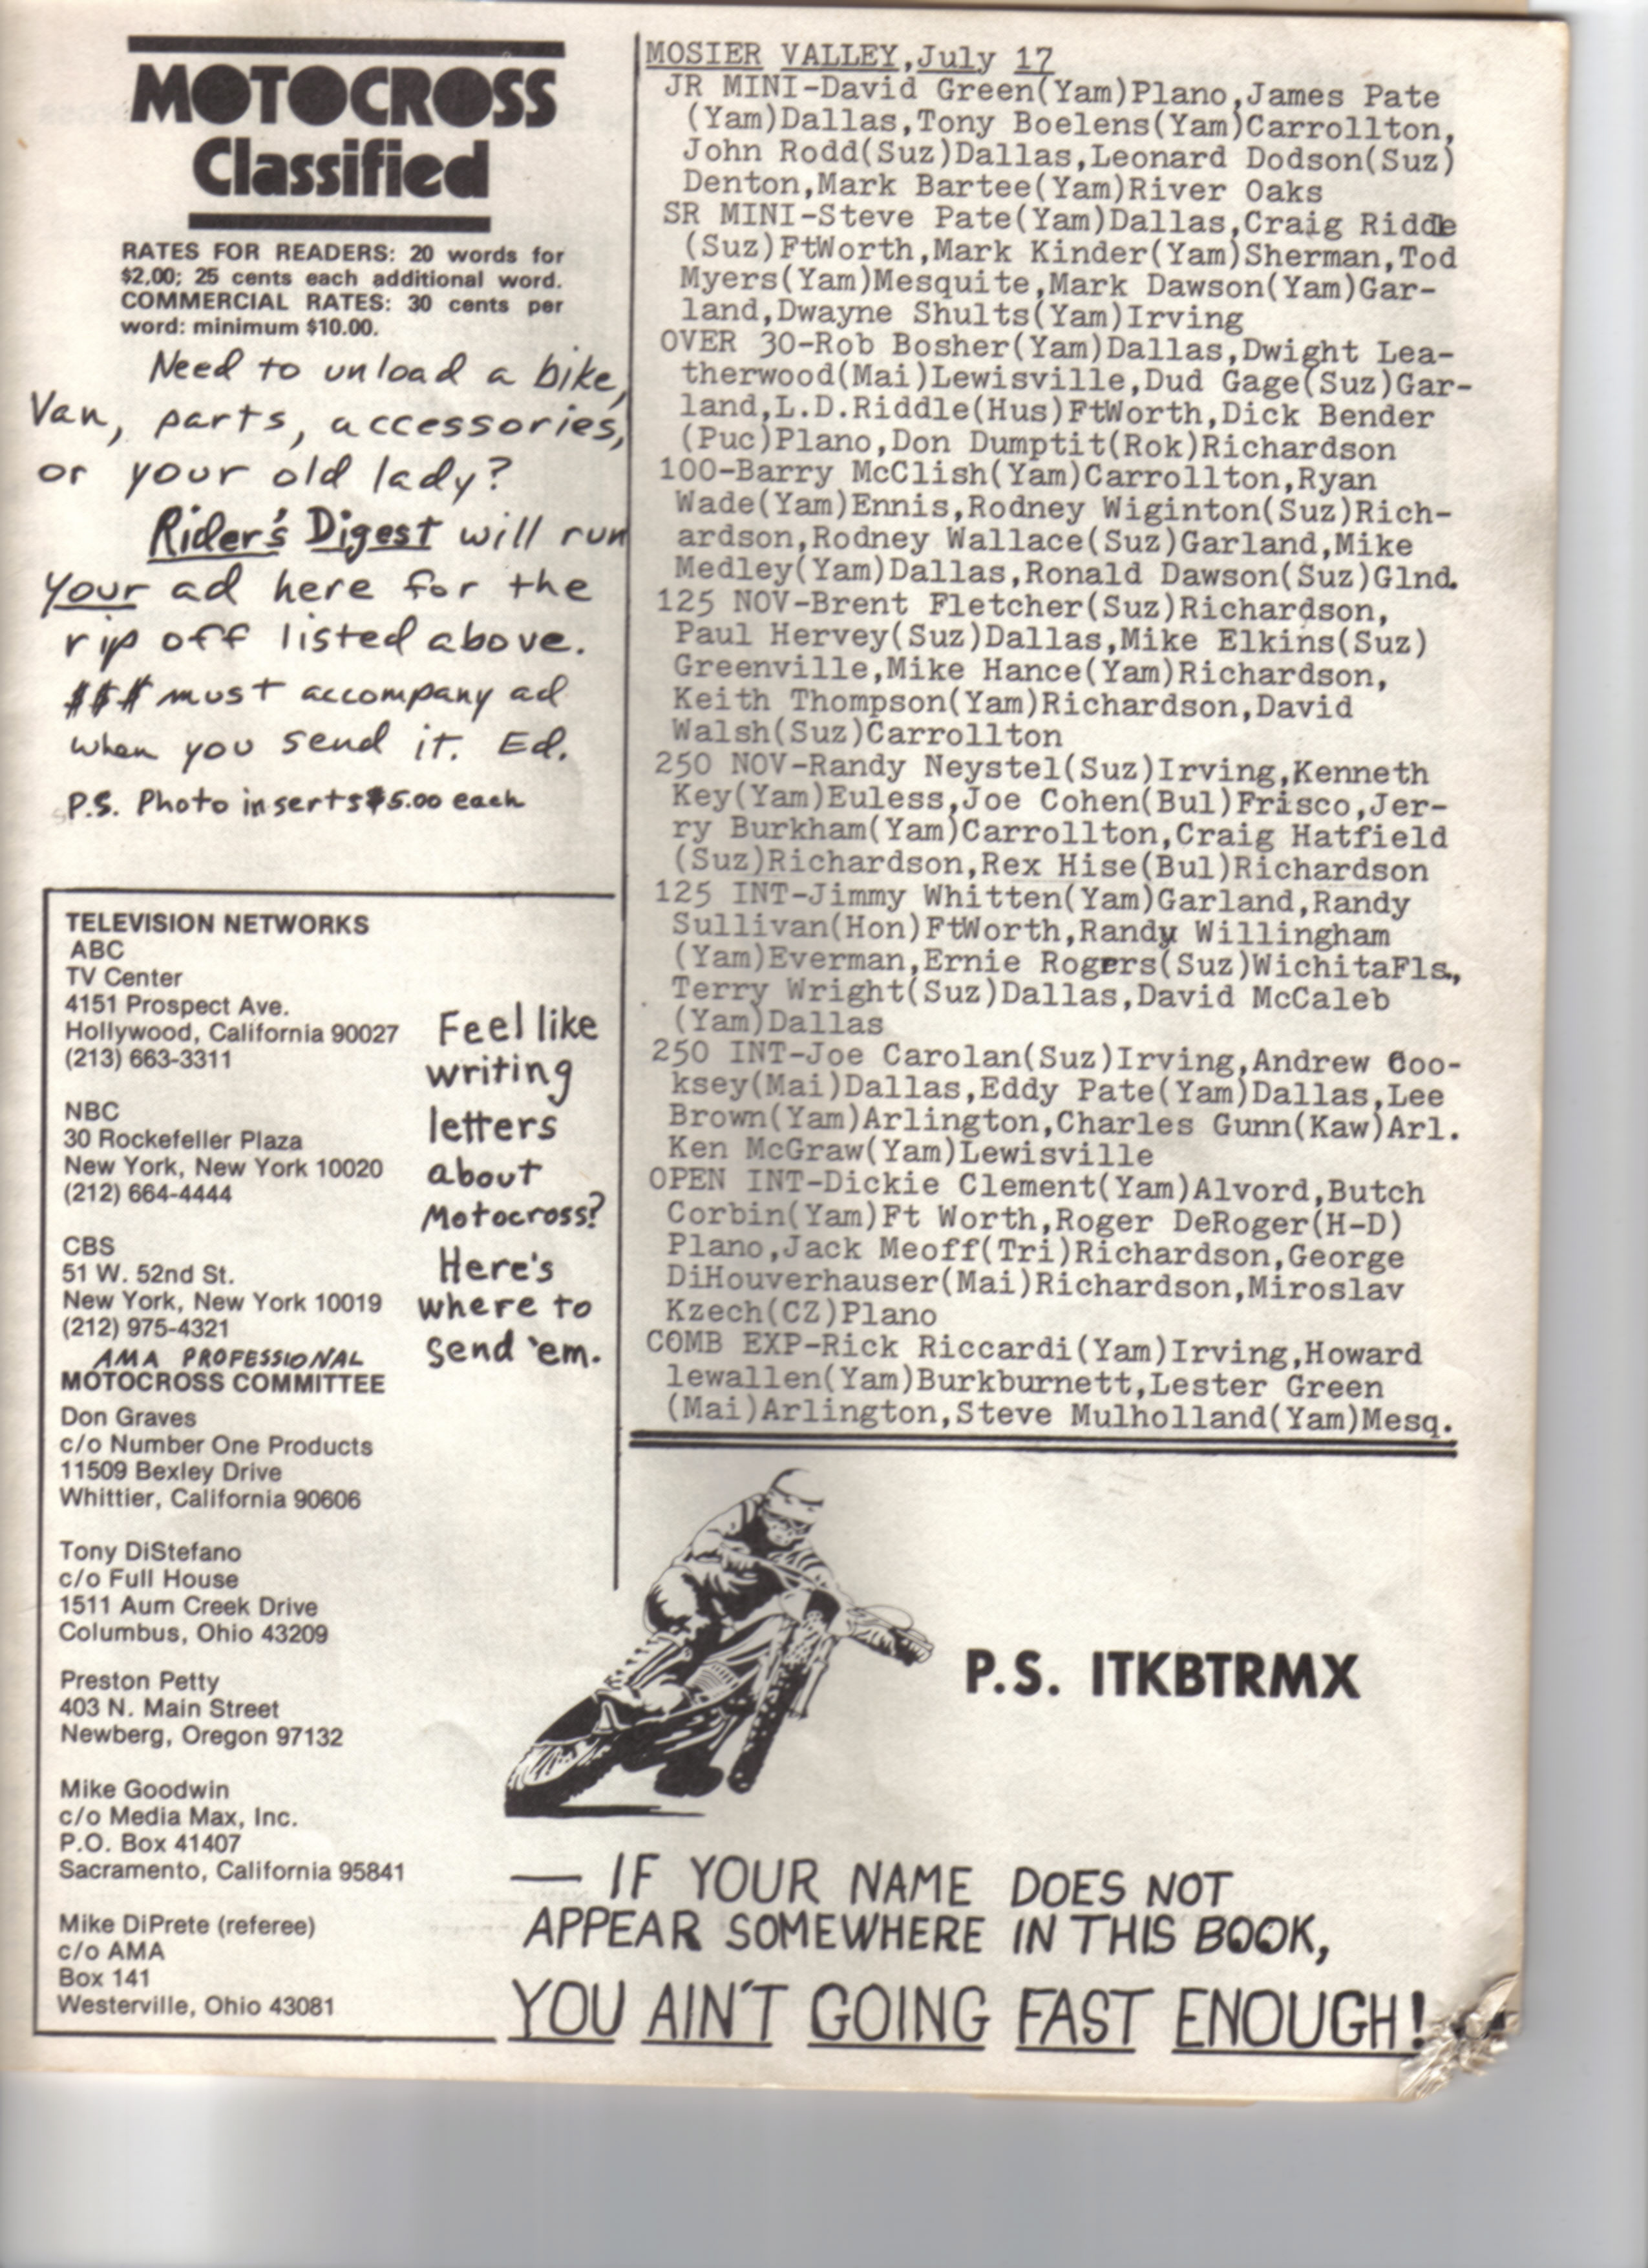 MOTOCROSS
Classified
RATES FOR READERS: 20 words for
$2.00; 25 cents each additional word.
COMMERCIAL RATES: 30 cents per
word: minimum $10.00.
Need to unload a bike,
Van, parts, accessories,
or your old lady?
Rider's Digest will run
your ad here for the
rip off listed above.
$$$ must accompany ad
when you send it. Ed.
P.S. Photo inserts $5.00 each
TELEVISION NETWORKS
ABC
TV Center
4151 Prospect Ave.
Hollywood, California 90027
(213) 663-3311
NBC
30 Rockefeller Plaza
New York, New York 10020
(212) 664-4444
CBS
51 W. 52nd St.
New York, New York 10019
(212) 975-4321
AMA PROFESSIONAL
MOTOCROSS COMMITTEE
Don Graves
c/o Number One Products
11509 Bexley Drive
Whittier, California 90606
Tony DiStefano
c/o Full House
1511 Aum Creek Drive
Columbus, Ohio 43209
Preston Petty
403 N. Main Street
Newberg, Oregon 97132
Mike Goodwin
c/o Media Max, Inc.
P.O. Box 41407
Sacramento, California 95841
Mike DiPrete (referee)
c/o AMA
Box 141
Westerville, Ohio 43081
Feel like
writing
letters
about
Motocross?
Here's
where to
send 'em.
MOSIER VALLEY,July 17
JR MINI-David Green(Yam)Plano,James Pate
(Yam)Dallas,Tony Boelens(Yam)Carrollton,
John Rodd(Suz)Dallas,Leonard Dodson(Suz)
Denton,Mark Bartee(Yam)River Oaks
SR MINI-Steve Pate(Yam)Dallas,Craig Riddle
(Suz)FtWorth,Mark Kinder(Yam)Sherman,Tod
Myers(Yam)Mesquite,Mark Dawson(Yam)Gar-
land,Dwayne Shults(Yam)Irving
OVER 30-Rob Bosher(Yam)Dallas,Dwight Lea-
therwood(Mai)Lewisville,Dud Gage(Suz)Gar-
land,L.D.Riddle(Hus)FtWorth,Dick Bender
(Puc)Plano,Don Dumptit(Rok)Richardson
100-Barry McClish(Yam)Carrollton,Ryan
Wade(Yam)Ennis,Rodney Wiginton(Suz)Rich-
ardson,Rodney Wallace(Suz)Garland,Mike
Medley(Yam)Dallas,Ronald Dawson(Suz)Glnd.
125 NOV-Brent Fletcher(Suz)Richardson,
Paul Hervey(Suz)Dallas,Mike Elkins(Suz)
Greenville,Mike Hance(Yam)Richardson,
Keith Thompson(Yam)Richardson,David
Walsh(Suz)Carrollton
250 NOV-Randy Neystel(Suz)Irving,Kenneth
Key(Yam)Euless,Joe Cohen(Bul)Frisco,Jer-
ry Burkham(Yam)Carrollton,Craig Hatfield
(Suz)Richardson,Rex Hise(Bul)Richardson
125 INT-Jimmy Whitten(Yam)Garland,Randy
Sullivan(Hon)FtWorth,Randy Willingham
(Yam)Everman,Ernie Rogers(Suz)WichitaFls.,
Terry Wright(Suz)Dallas,David McCaleb
(Yam)Dallas
250 INT-Joe Carolan(Suz)Irving,Andrew Coo-
ksey(Mai)Dallas,Eddy Pate(Yam)Dallas,Lee
Brown(Yam)Arlington,Charles Gunn(Kaw)Arl.
Ken McGraw(Yam)Lewisville
OPEN INT-Dickie Clement(Yam)Alvord,Butch
Corbin(Yam)Ft Worth,Roger DeRoger(H-D)
Plano,Jack Meoff(Tri)Richardson,George
DiHouverhauser(Mai)Richardson,Miroslav
Kzech(CZ)Plano
COMB EXP-Rick Riccardi(Yam)Irving,Howard
lewallen(Yam)Burkburnett,Lester Green
(Mai)Arlington,Steve Mulholland(Yam)Mesq.
P.S. ITKBTRMX
— IF YOUR NAME DOES NOT
APPEAR SOMEWHERE IN THIS BOOK,
YOU AIN'T GOING FAST ENOUGH!